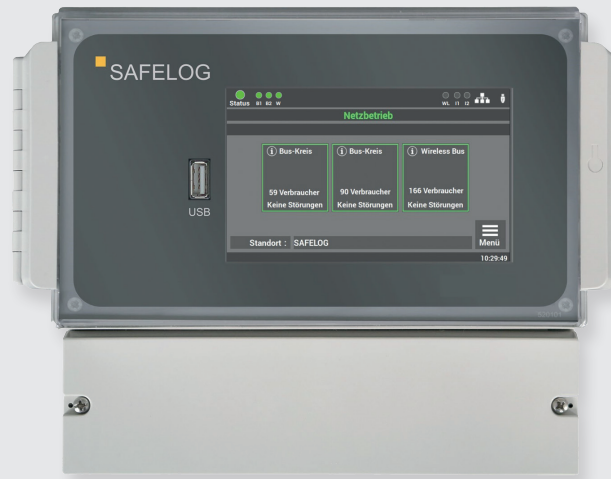 SAFELOG
USB
Status B1 B2 W WL I1 I2
Netzbetrieb
i Bus-Kreis i Bus-Kreis i Wireless Bus
59 Verbraucher 90 Verbraucher 166 Verbraucher
Keine Störungen Keine Störungen Keine Störungen
Standort : SAFELOG Menü
10:29:49